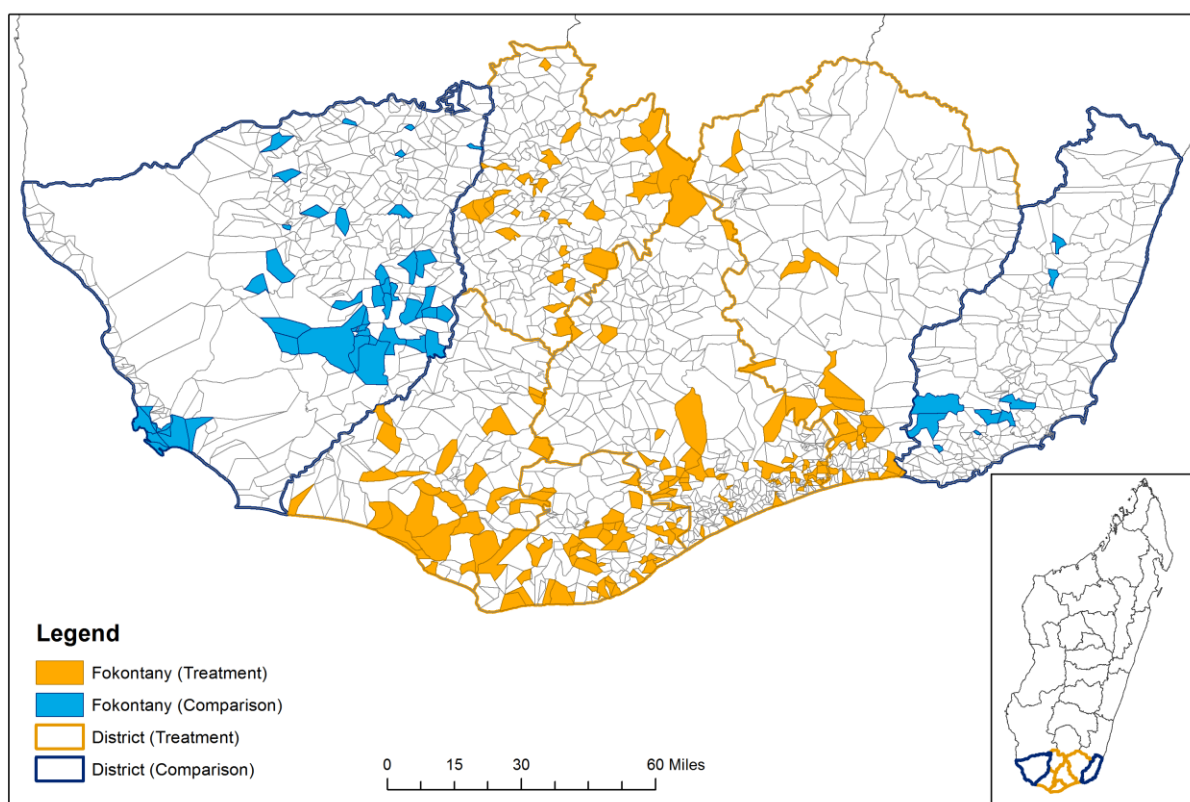 Legend
Fokontany (Treatment)
Fokontany (Comparison)
District (Treatment)
District (Comparison)
0 15 30 60 Miles